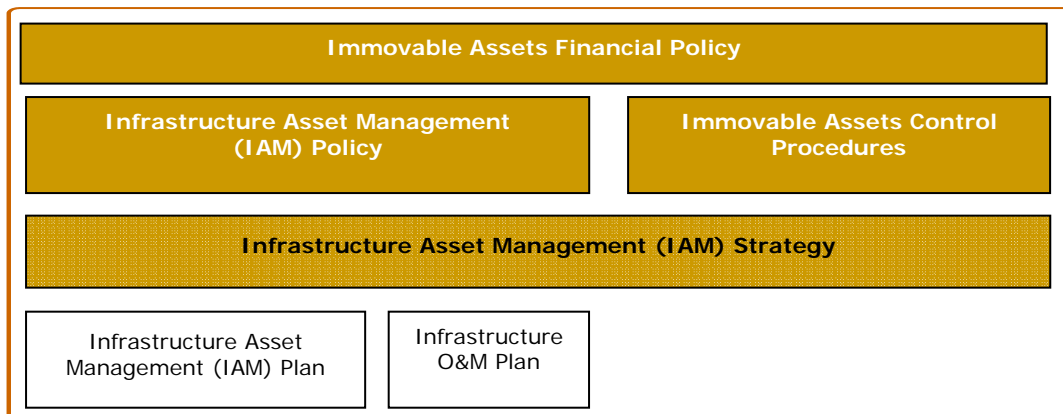 Immovable Assets Financial Policy
Infrastructure Asset Management
(IAM) Policy
Immovable Assets Control
Procedures
Infrastructure Asset Management (IAM) Strategy
Infrastructure Asset
Management (IAM) Plan
Infrastructure
O&M Plan